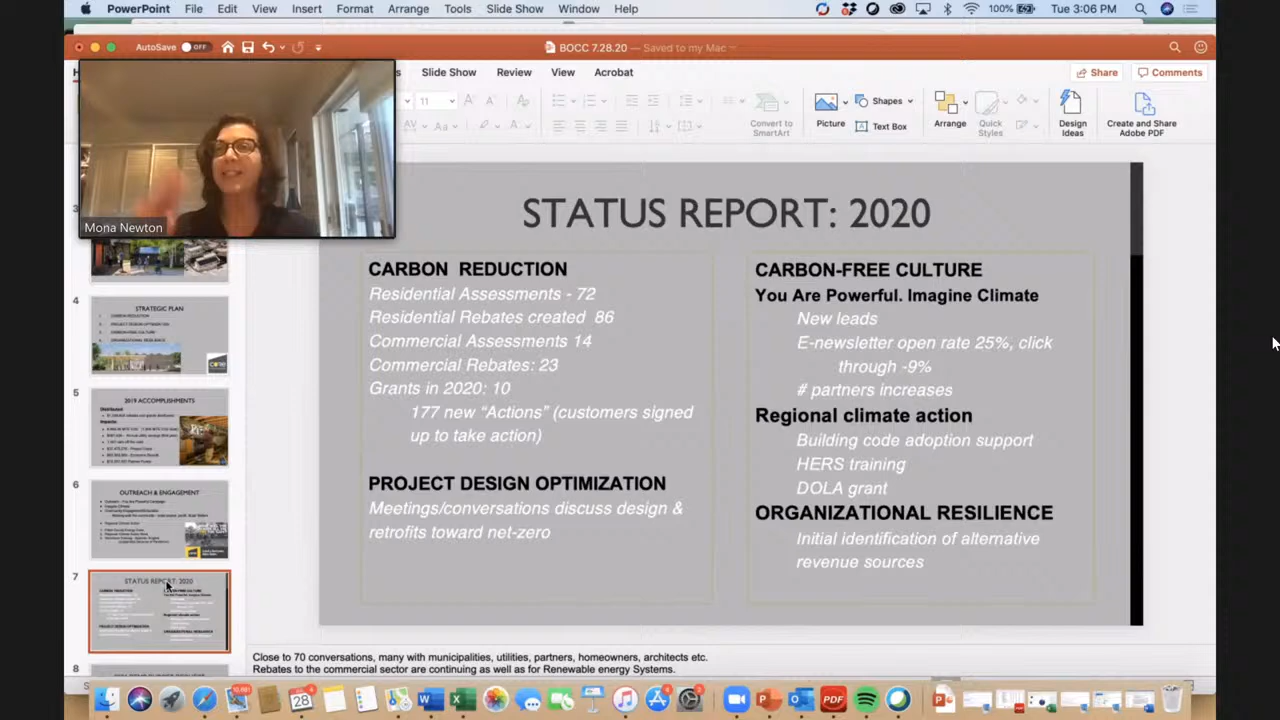 PowerPoint File Edit View Insert Format Arrange Tools Slide Show Window Help 100% Tue 3:06 PM
AutoSave OFF BOCC 7.28.20 — Saved to my Mac
Slide Show Review View Acrobat Share Comments
11 Aa Convert to SmartArt Picture Shapes Text Box Arrange Quick Styles Design Ideas Create and Share Adobe PDF
Mona Newton
4
STRATEGIC PLAN
5
2019 ACCOMPLISHMENTS
6
OUTREACH & ENGAGEMENT
7
STATUS REPORT: 2020
8
STATUS REPORT: 2020
CARBON REDUCTION
Residential Assessments - 72
Residential Rebates created 86
Commercial Assessments 14
Commercial Rebates: 23
Grants in 2020: 10
177 new “Actions” (customers signed
up to take action)
PROJECT DESIGN OPTIMIZATION
Meetings/conversations discuss design &
retrofits toward net-zero
CARBON-FREE CULTURE
You Are Powerful. Imagine Climate
New leads
E-newsletter open rate 25%, click
through -9%
# partners increases
Regional climate action
Building code adoption support
HERS training
DOLA grant
ORGANIZATIONAL RESILIENCE
Initial identification of alternative
revenue sources
Close to 70 conversations, many with municipalities, utilities, partners, homeowners, architects etc.
Rebates to the commercial sector are continuing as well as for Renewable energy Systems.
28
PDF